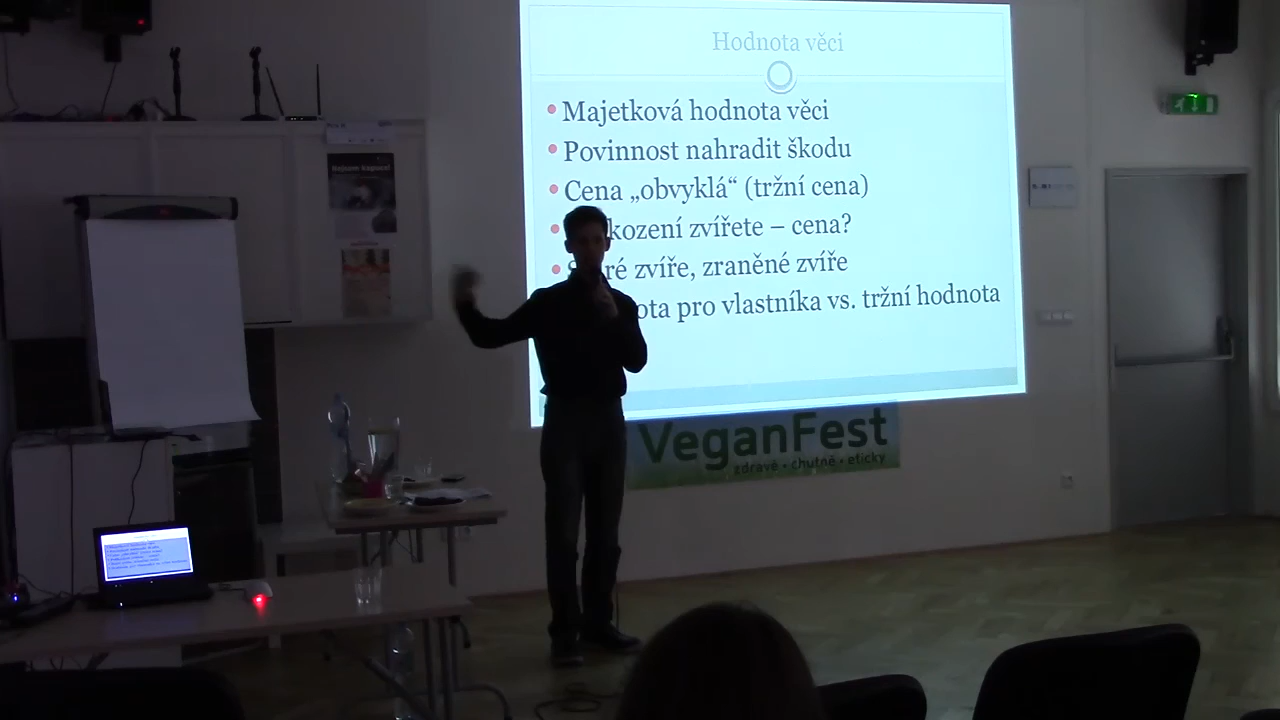 Hodnota věci
Majetková hodnota věci
Povinnost nahradit škodu
Cena „obvyklá“ (tržní cena)
zvířete – cena?
zvíře, zraněné zvíře
pro vlastníka vs. tržní hodnota
VeganFest
zdravě • chutně • eticky